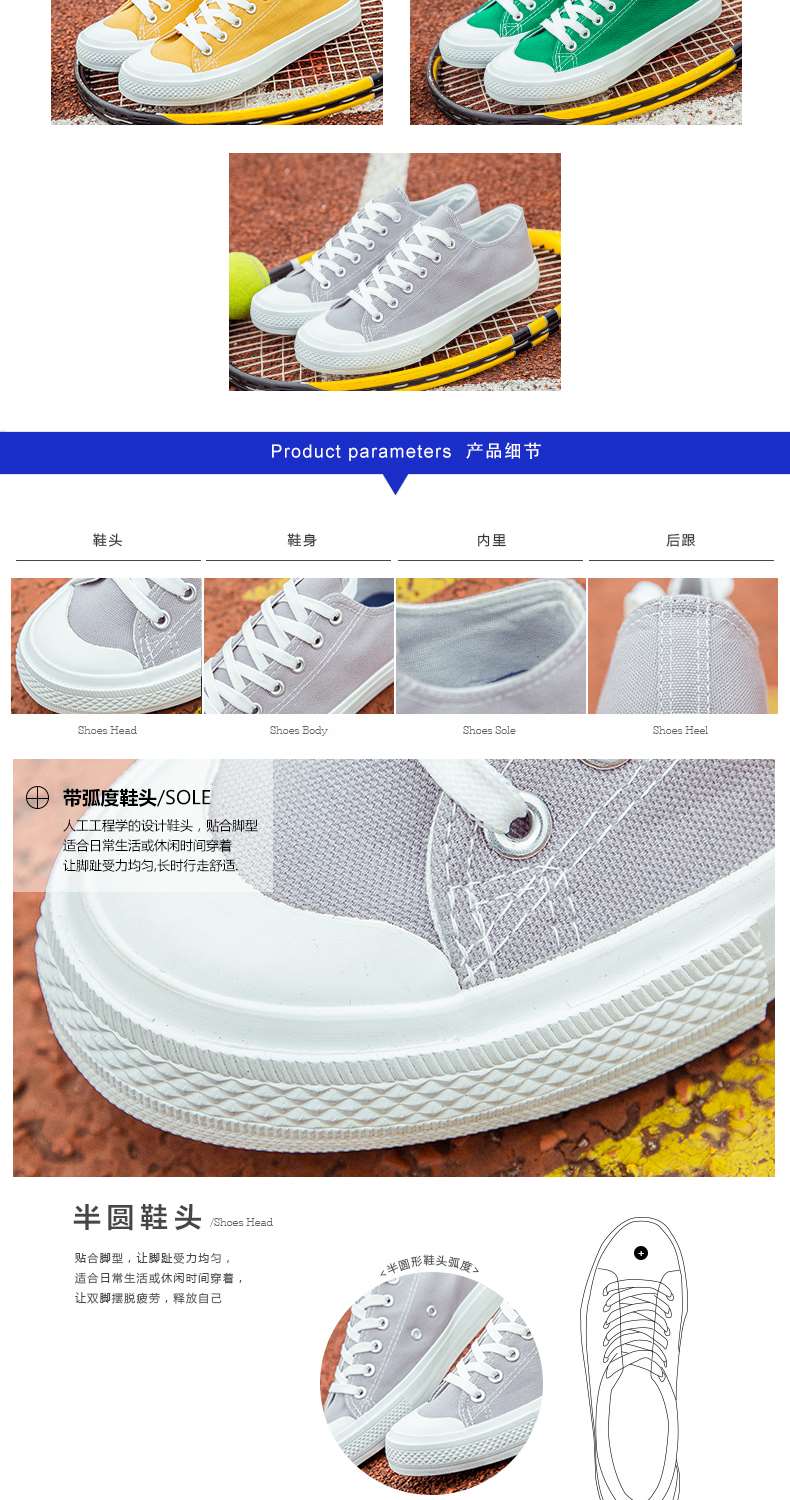 Product parameters 产品细节
鞋头 鞋身 内里 后跟
Shoes Head Shoes Body Shoes Sole Shoes Heel
带弧度鞋头/SOLE
人工工程学的设计鞋头，贴合脚型
适合日常生活或休闲时间穿着
让脚趾受力均匀,长时行走舒适.
半圆鞋头 /Shoes Head
贴合脚型，让脚趾受力均匀，
适合日常生活或休闲时间穿着，
让双脚摆脱疲劳，释放自己
<半圆形鞋头弧度>